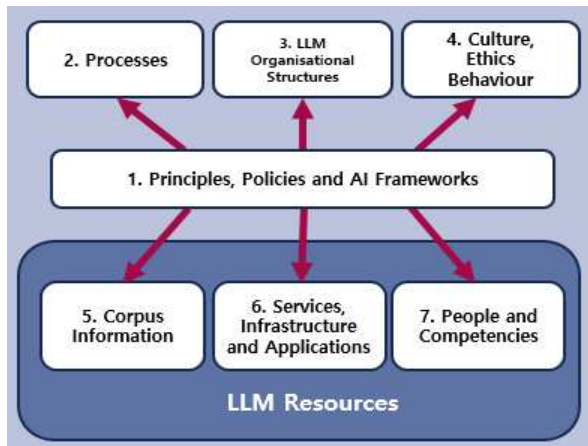 2. Processes
3. LLM
Organisational
Structures
4. Culture,
Ethics
Behaviour
1. Principles, Policies and AI Frameworks
5. Corpus
Information
6. Services,
Infrastructure
and Applications
7. People and
Competencies
LLM Resources